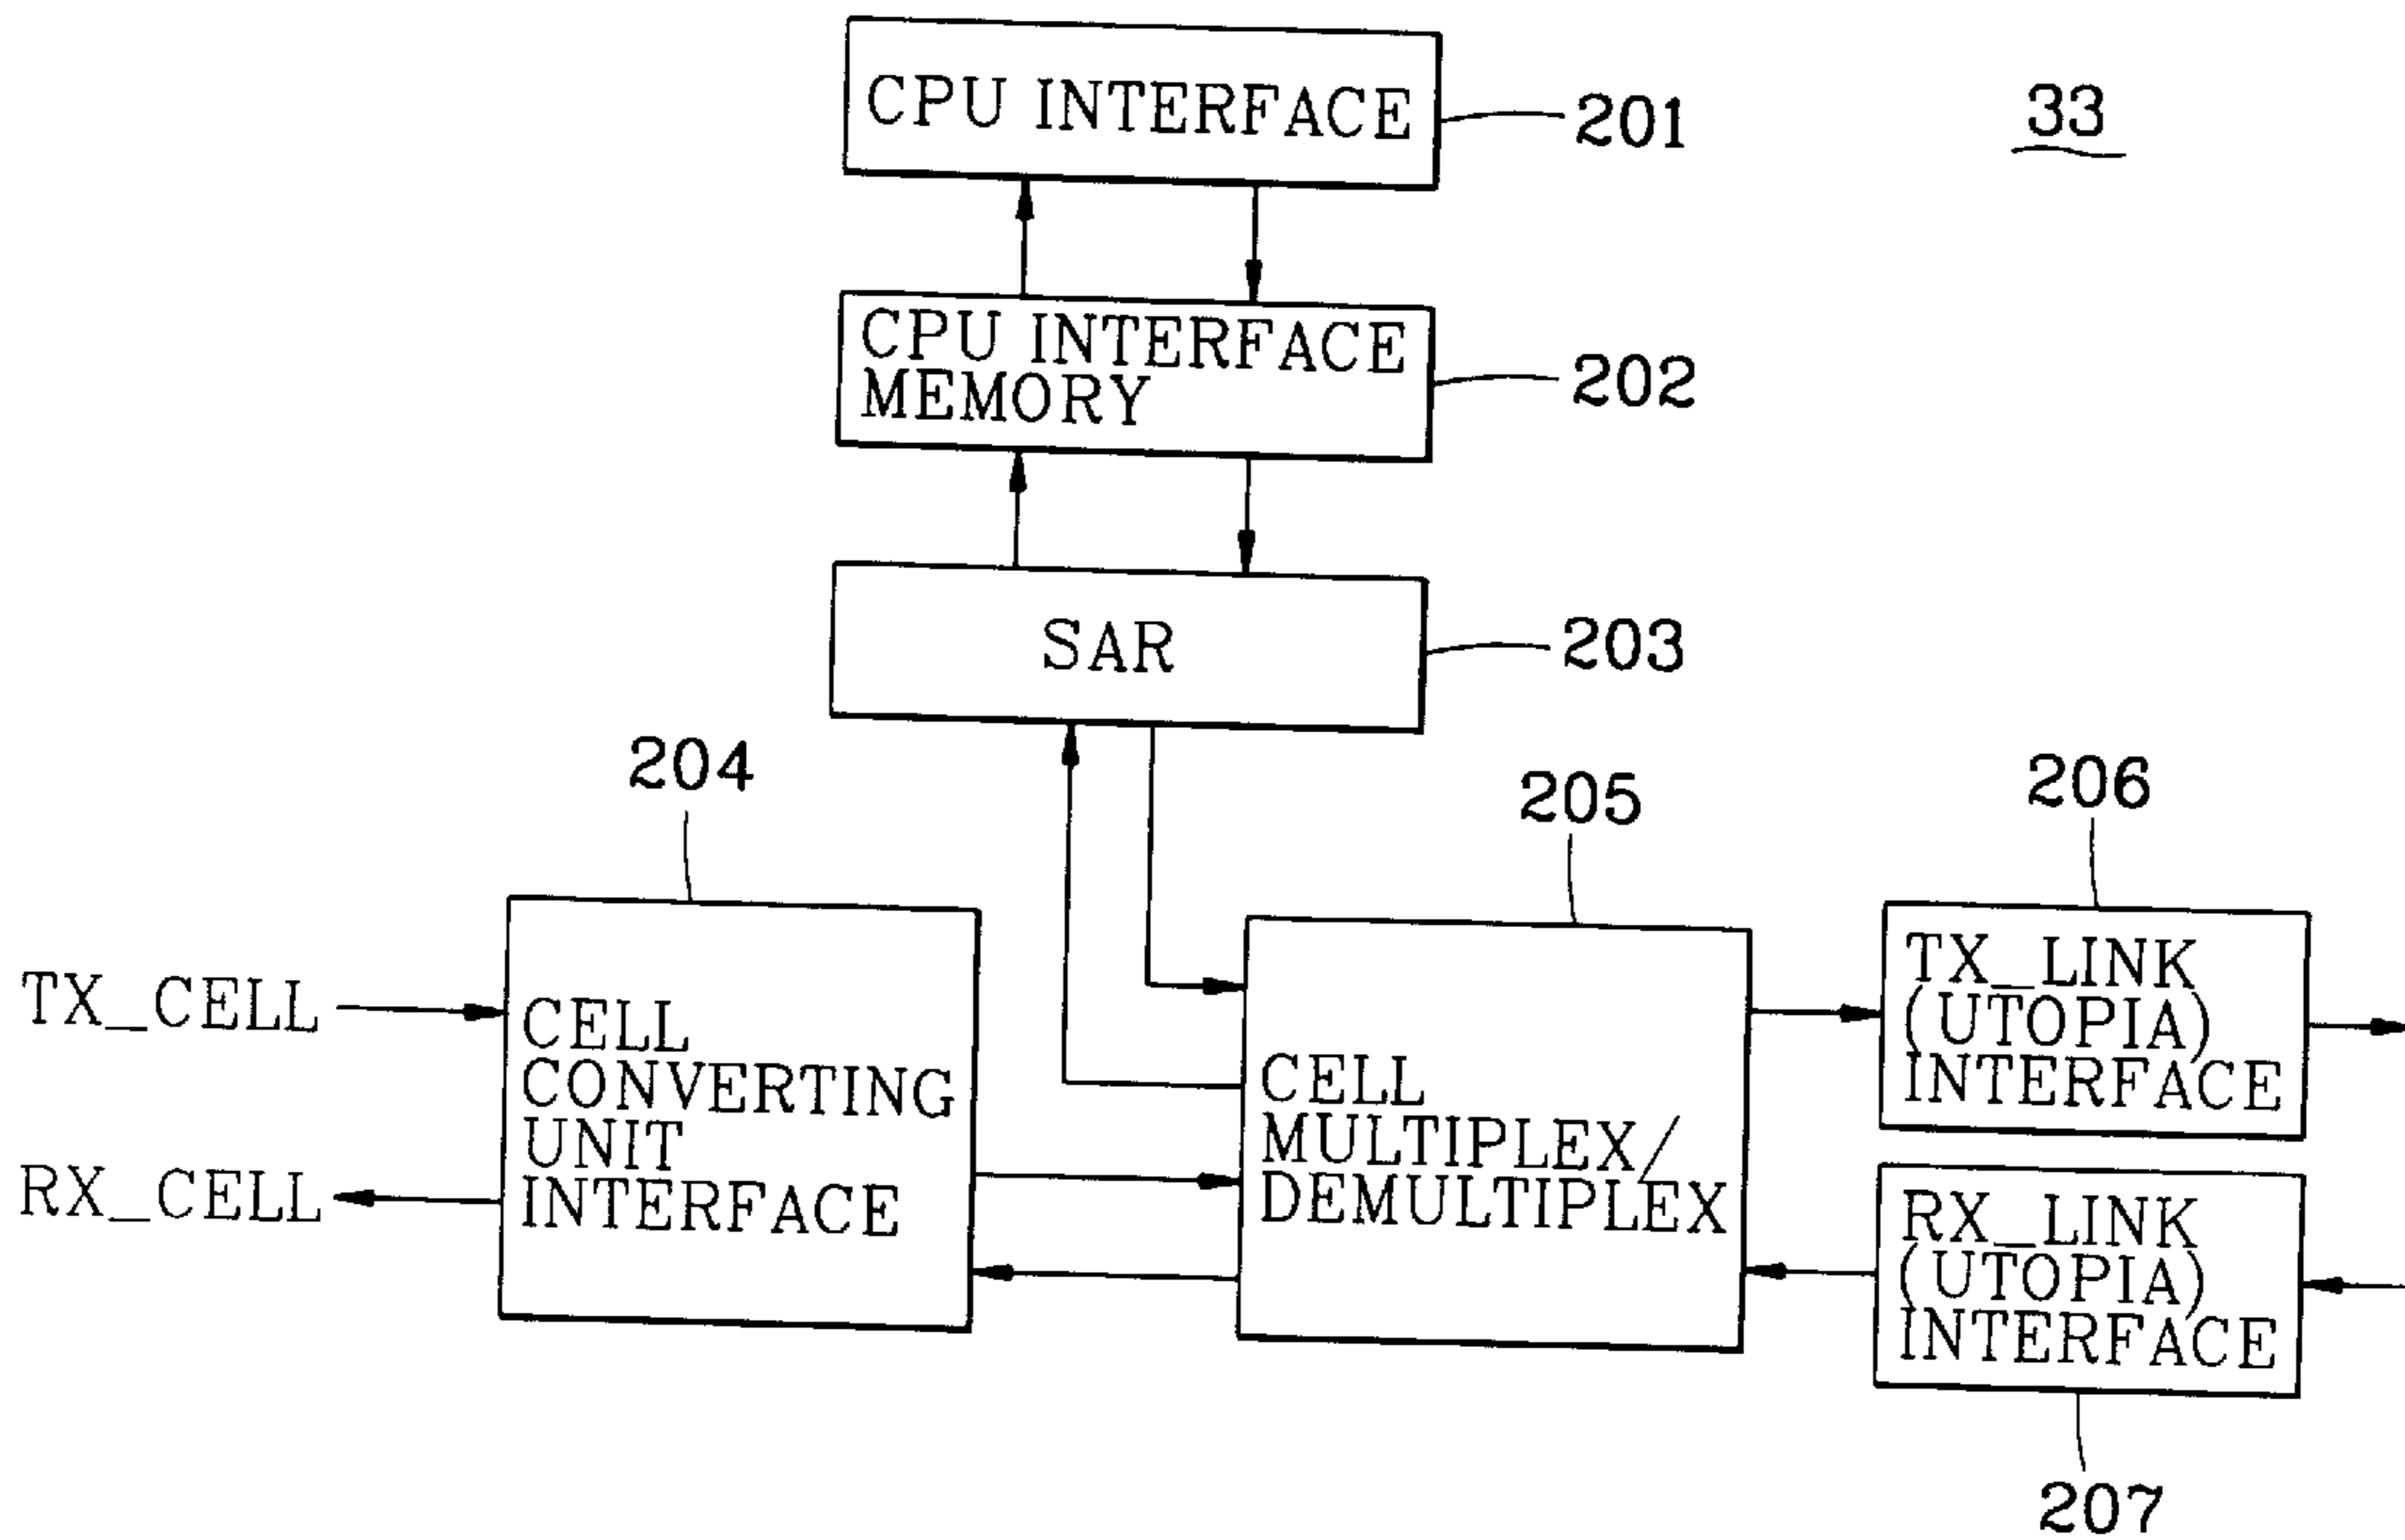 CPU INTERFACE
201
33
CPU INTERFACE
MEMORY
202
SAR
203
204
205
206
TX_CELL
RX_CELL
CELL
CONVERTING
UNIT
INTERFACE
CELL
MULTIPLEX/
DEMULTIPLEX
TX_LINK
(UTOPIA)
INTERFACE
RX_LINK
(UTOPIA)
INTERFACE
207